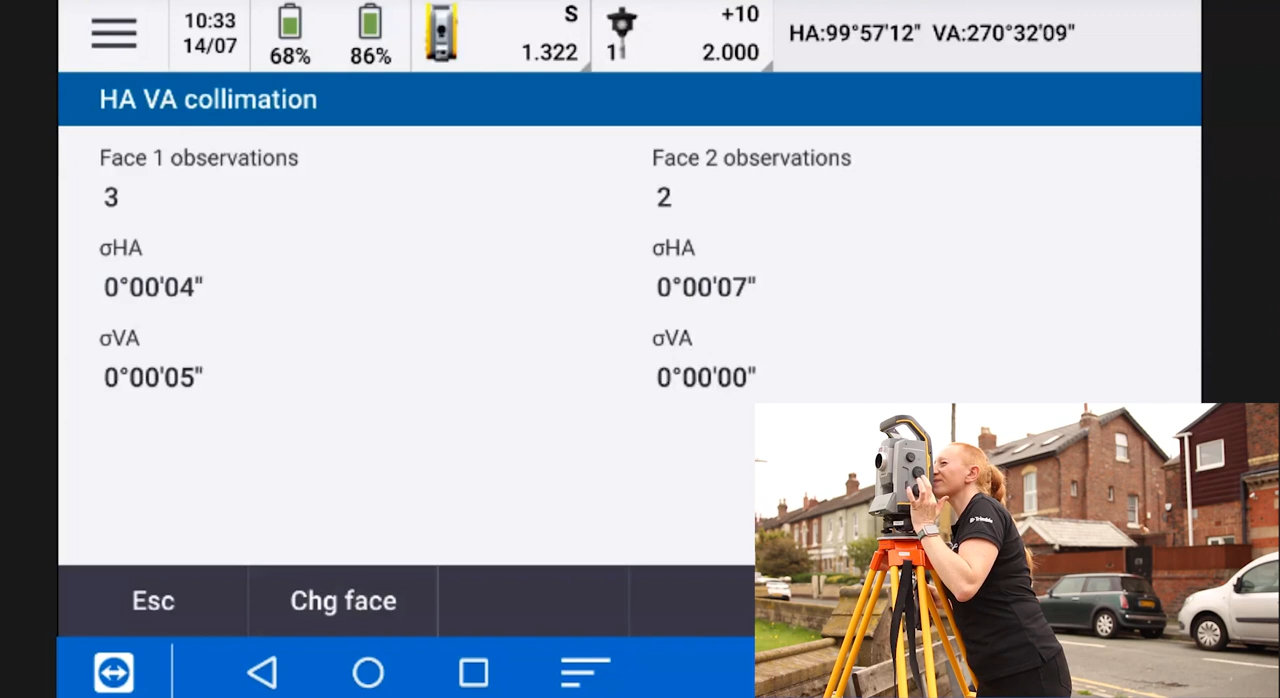 10:33
14/07
68%
86%
S
1.322
1
+10
2.000
HA:99°57'12" VA:270°32'09"
HA VA collimation
Face 1 observations
3
σHA
0°00'04"
σVA
0°00'05"
Face 2 observations
2
σHA
0°00'07"
σVA
0°00'00"
Esc
Chg face
Trimble